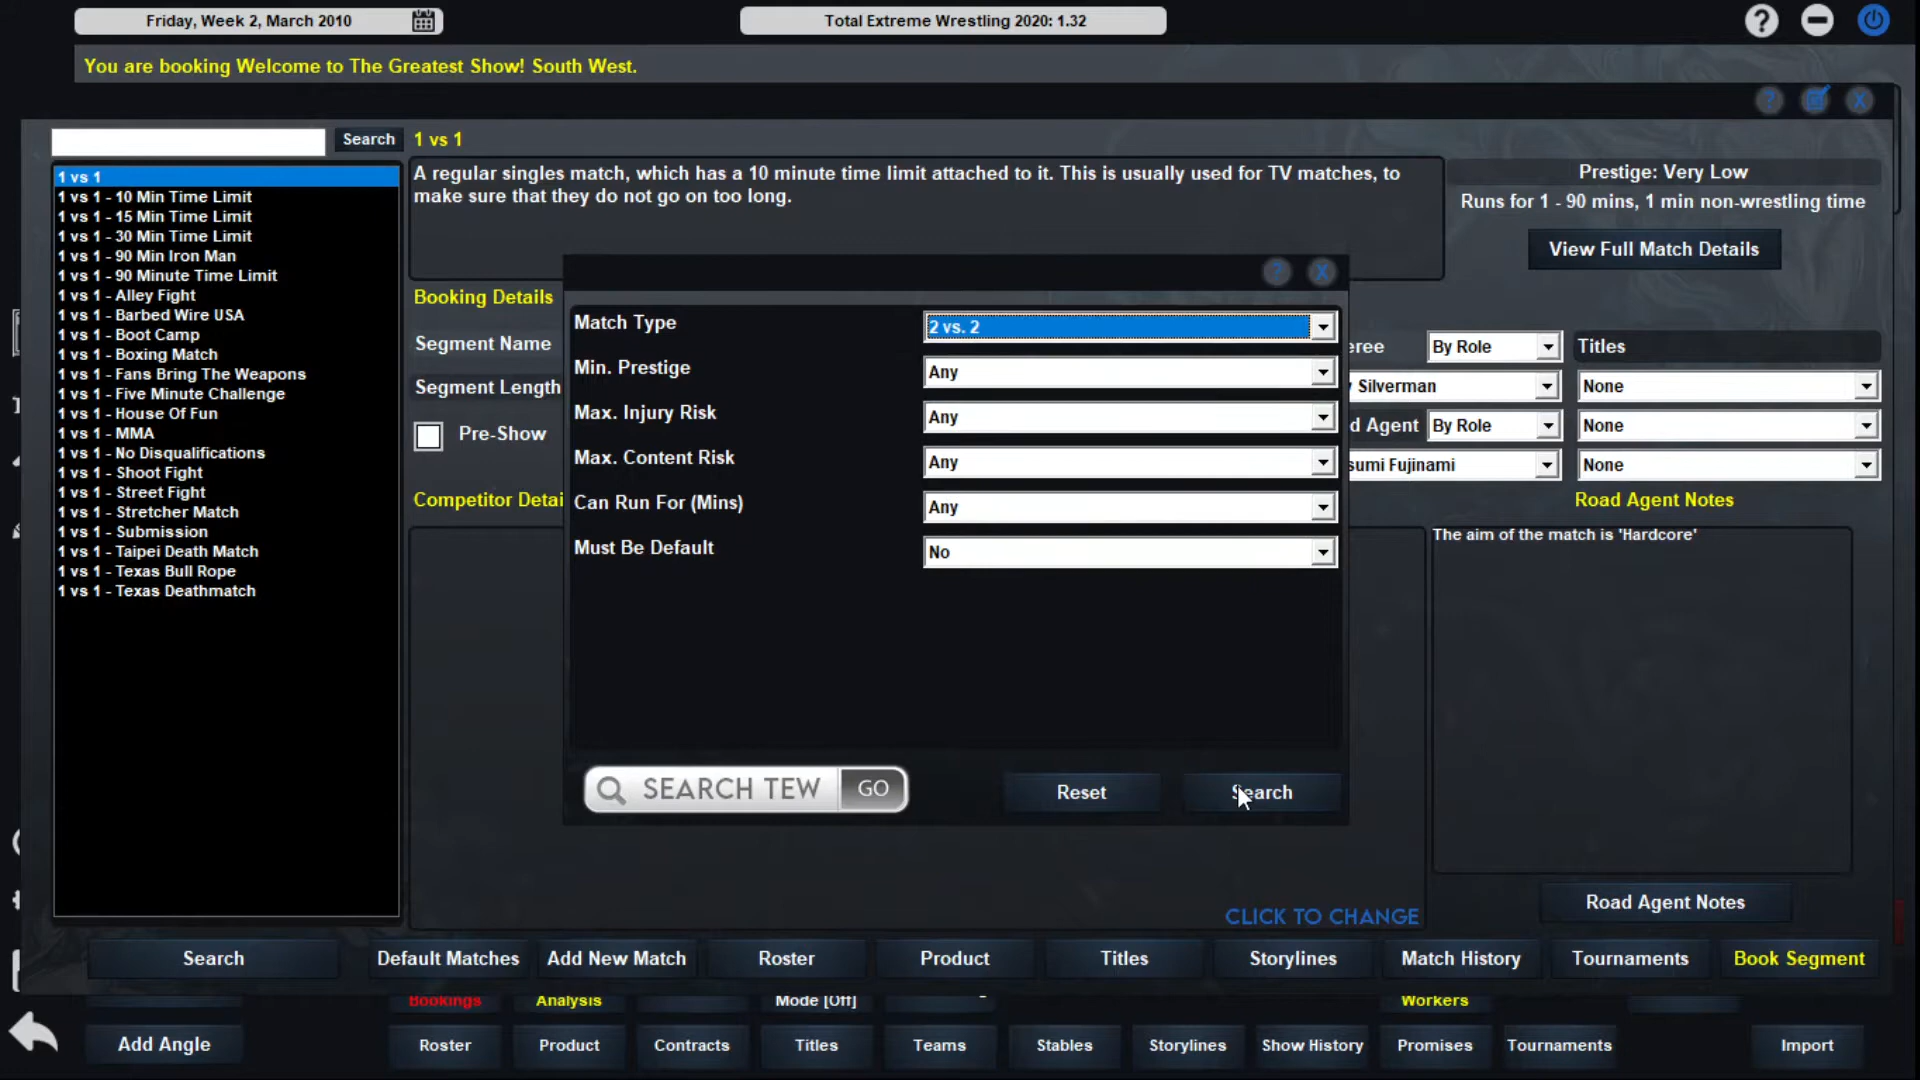 Friday, Week 2, March 2010
Total Extreme Wrestling 2020: 1.32
You are booking Welcome to The Greatest Show! South West.
Search
1 vs 1
1 vs 1
1 vs 1 - 10 Min Time Limit
1 vs 1 - 15 Min Time Limit
1 vs 1 - 30 Min Time Limit
1 vs 1 - 90 Min Iron Man
1 vs 1 - 90 Minute Time Limit
1 vs 1 - Alley Fight
1 vs 1 - Barbed Wire USA
1 vs 1 - Boot Camp
1 vs 1 - Boxing Match
1 vs 1 - Fans Bring The Weapons
1 vs 1 - Five Minute Challenge
1 vs 1 - House Of Fun
1 vs 1 - MMA
1 vs 1 - No Disqualifications
1 vs 1 - Shoot Fight
1 vs 1 - Street Fight
1 vs 1 - Stretcher Match
1 vs 1 - Submission
1 vs 1 - Taipei Death Match
1 vs 1 - Texas Bull Rope
1 vs 1 - Texas Deathmatch
A regular singles match, which has a 10 minute time limit attached to it. This is usually used for TV matches, to
make sure that they do not go on too long.
Prestige: Very Low
Runs for 1 - 90 mins, 1 min non-wrestling time
View Full Match Details
Booking Details
Segment Name
Segment Length
Pre-Show
Competitor Detai
Match Type
2 vs. 2
Min. Prestige
Any
Max. Injury Risk
Any
Max. Content Risk
Any
Can Run For (Mins)
Any
Must Be Default
No
SEARCH TEW
GO
Reset
Search
eree
By Role
Titles
Silverman
None
d Agent
By Role
None
sumi Fujinami
None
Road Agent Notes
The aim of the match is 'Hardcore'
Road Agent Notes
CLICK TO CHANGE
Search
Default Matches
Add New Match
Roster
Product
Titles
Storylines
Match History
Tournaments
Book Segment
Bookings
Analysis
Mode [Off]
Workers
Add Angle
Roster
Product
Contracts
Titles
Teams
Stables
Storylines
Show History
Promises
Tournaments
Import